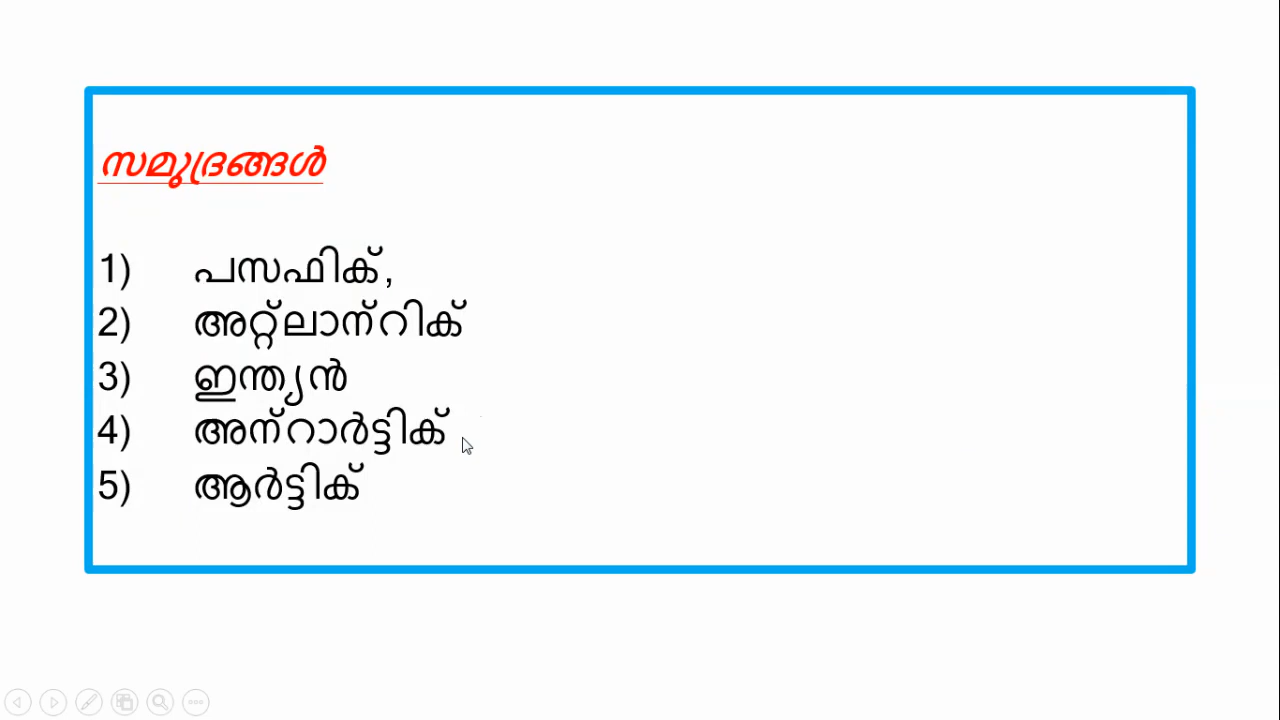 സമുദ്രങ്ങൾ
1) പസഫിക്,
2) അറ്റ്ലാന്റിക്
3) ഇന്ത്യൻ
4) അന്റാർട്ടിക്
5) ആർട്ടിക്